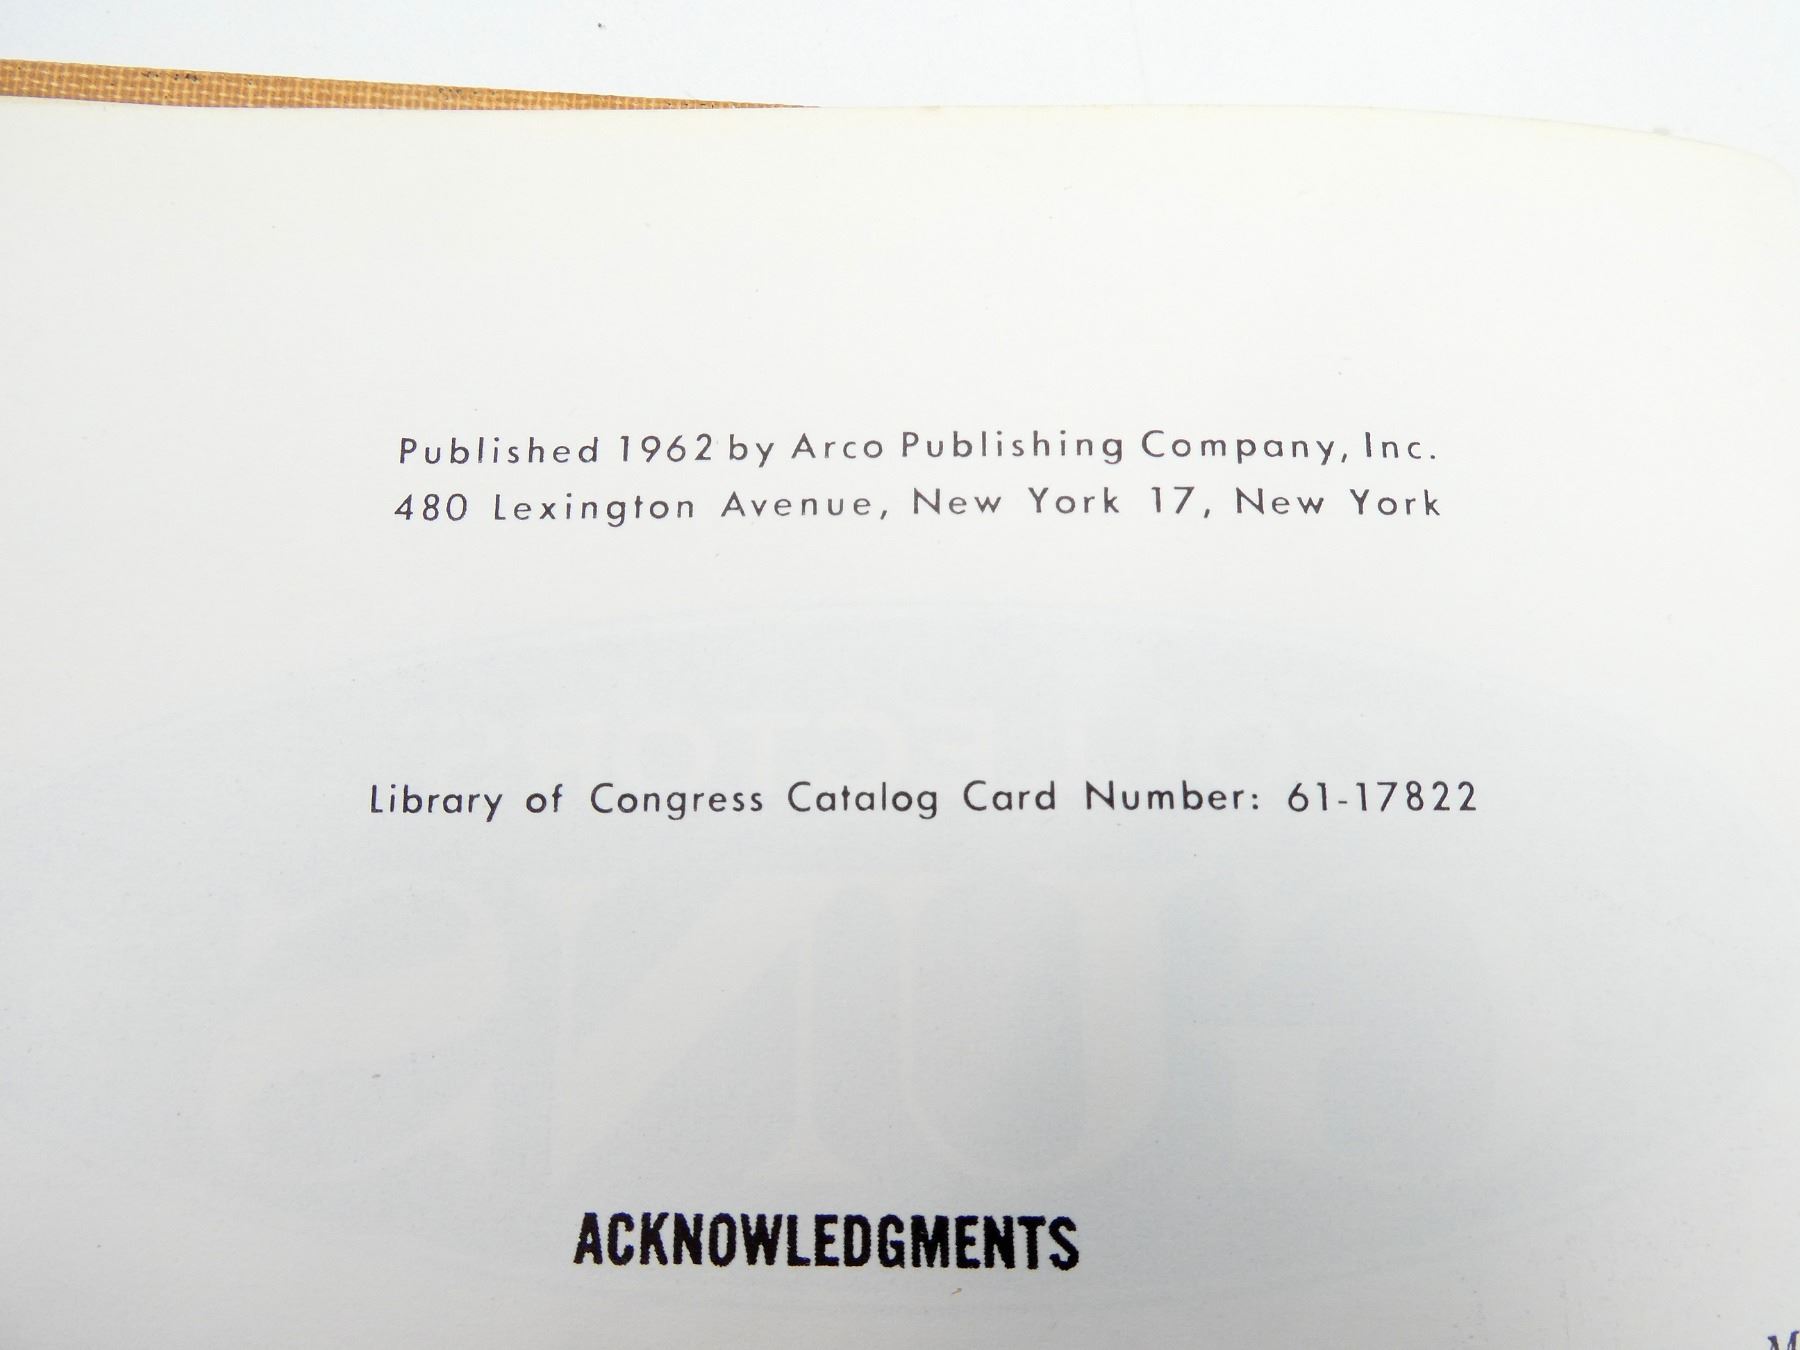 Published 1962 by Arco Publishing Company, Inc.
480 Lexington Avenue, New York 17, New York
Library of Congress Catalog Card Number: 61-17822
ACKNOWLEDGMENTS